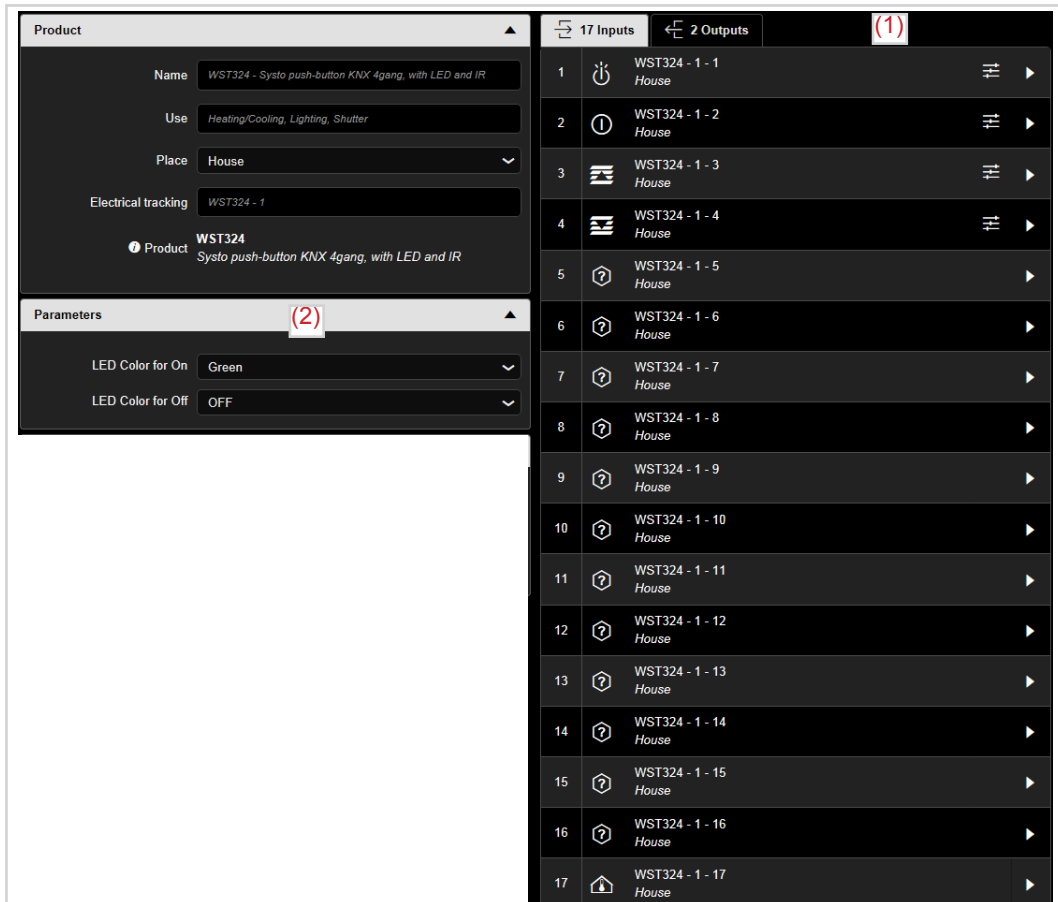 Product
Name WST324 - Systo push-button KNX 4gang, with LED and IR
Use Heating/Cooling, Lighting, Shutter
Place House
Electrical tracking WST324 - 1
i Product WST324
Systo push-button KNX 4gang, with LED and IR
Parameters (2)
LED Color for On Green
LED Color for Off OFF
17 Inputs 2 Outputs (1)
1 WST324 - 1 - 1
House
2 WST324 - 1 - 2
House
3 WST324 - 1 - 3
House
4 WST324 - 1 - 4
House
5 ? WST324 - 1 - 5
House
6 ? WST324 - 1 - 6
House
7 ? WST324 - 1 - 7
House
8 ? WST324 - 1 - 8
House
9 ? WST324 - 1 - 9
House
10 ? WST324 - 1 - 10
House
11 ? WST324 - 1 - 11
House
12 ? WST324 - 1 - 12
House
13 ? WST324 - 1 - 13
House
14 ? WST324 - 1 - 14
House
15 ? WST324 - 1 - 15
House
16 ? WST324 - 1 - 16
House
17 WST324 - 1 - 17
House